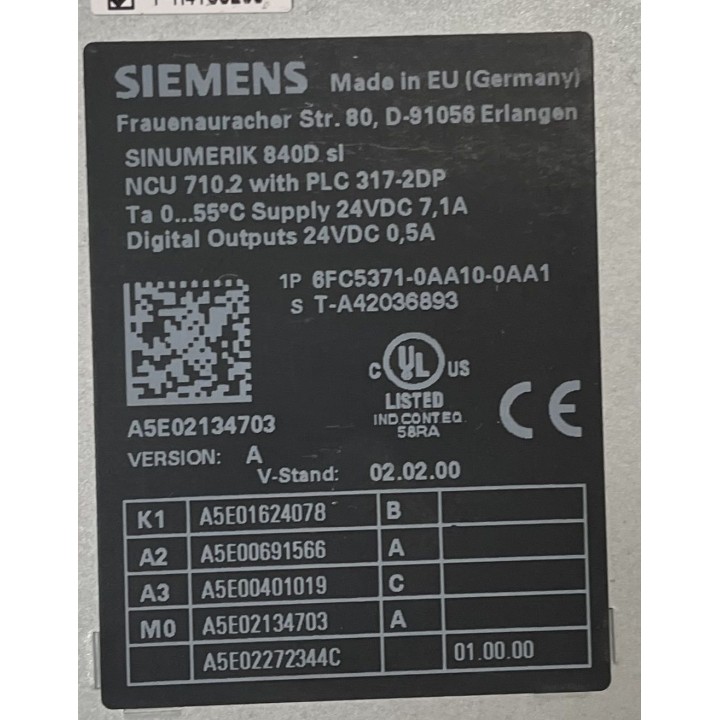 SIEMENS Made in EU (Germany)
Frauenauracher Str. 80, D-91056 Erlangen
SINUMERIK 840D sl
NCU 710.2 with PLC 317-2DP
Ta 0...55°C Supply 24VDC 7,1A
Digital Outputs 24VDC 0,5A
1P 6FC5371-0AA10-0AA1
S T-A42036893
C UL US
LISTED
IND CONT EQ
58RA
CE
A5E02134703
VERSION: A
V-Stand: 02.02.00
K1 A5E01624078 B
A2 A5E00691566 A
A3 A5E00401019 C
M0 A5E02134703 A
A5E02272344C 01.00.00